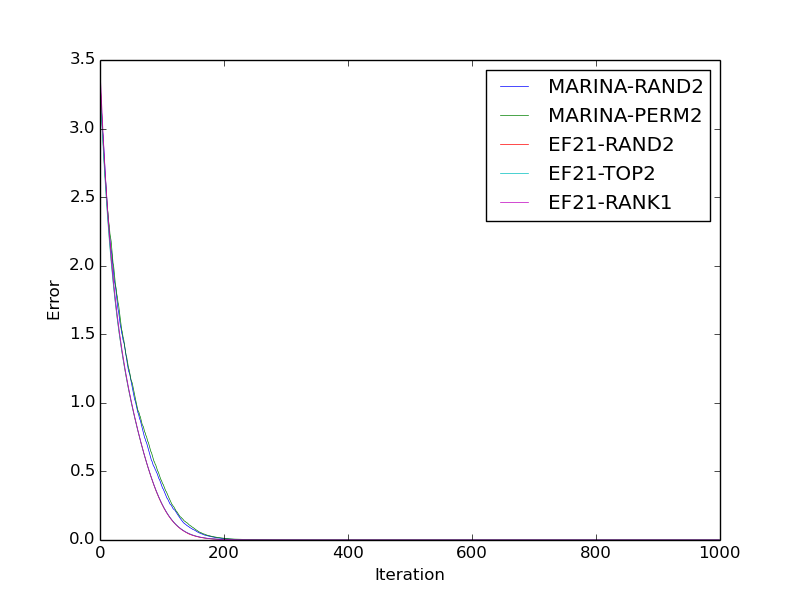 3.5
3.0
2.5
2.0
1.5
1.0
0.5
0.0
Error
0
200
400
600
800
1000
Iteration
MARINA-RAND2
MARINA-PERM2
EF21-RAND2
EF21-TOP2
EF21-RANK1